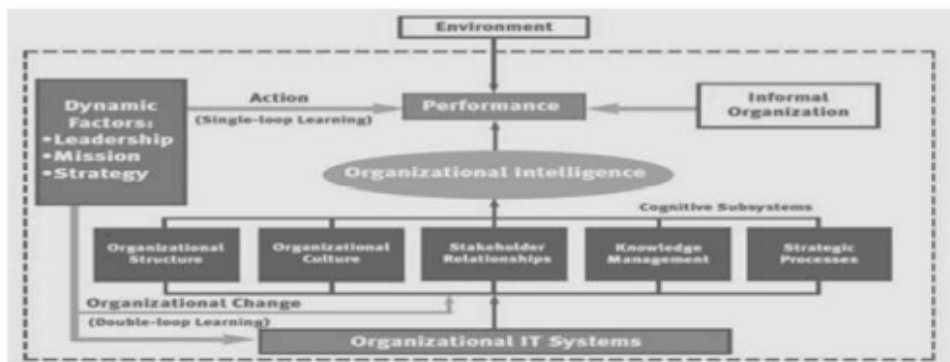 Environment
Dynamic
Factors:
•Leadership
•Mission
•Strategy
Action
(Single-loop Learning)
Performance
Informal
Organization
Organizational Intelligence
Cognitive Subsystems
Organizational
Structure
Organizational
Culture
Stakeholder
Relationships
Knowledge
Management
Strategic
Processes
Organizational Change
(Double-loop Learning)
Organizational IT Systems